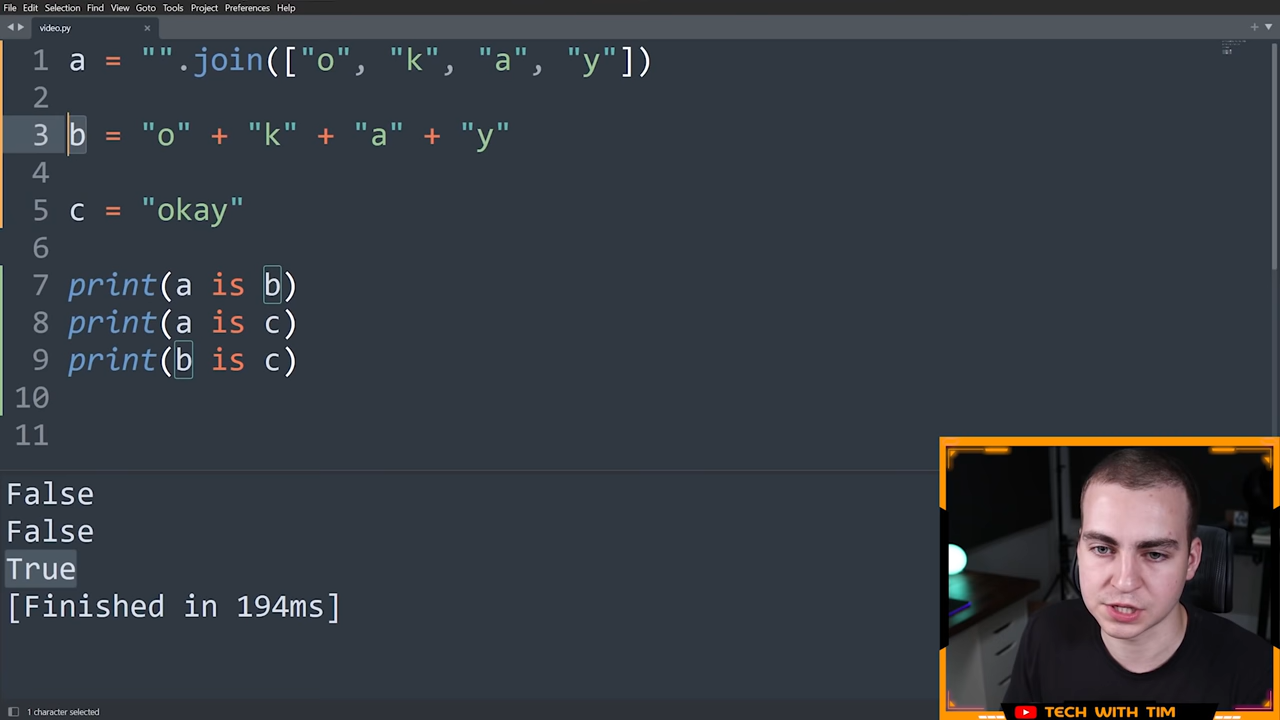 File Edit Selection Find View Goto Tools Project Preferences Help
video.py
1 a = "".join(["o", "k", "a", "y"])
2
3 b = "o" + "k" + "a" + "y"
4
5 c = "okay"
6
7 print(a is b)
8 print(a is c)
9 print(b is c)
10
11
False
False
True
[Finished in 194ms]
TECH WITH TIM
1 character selected